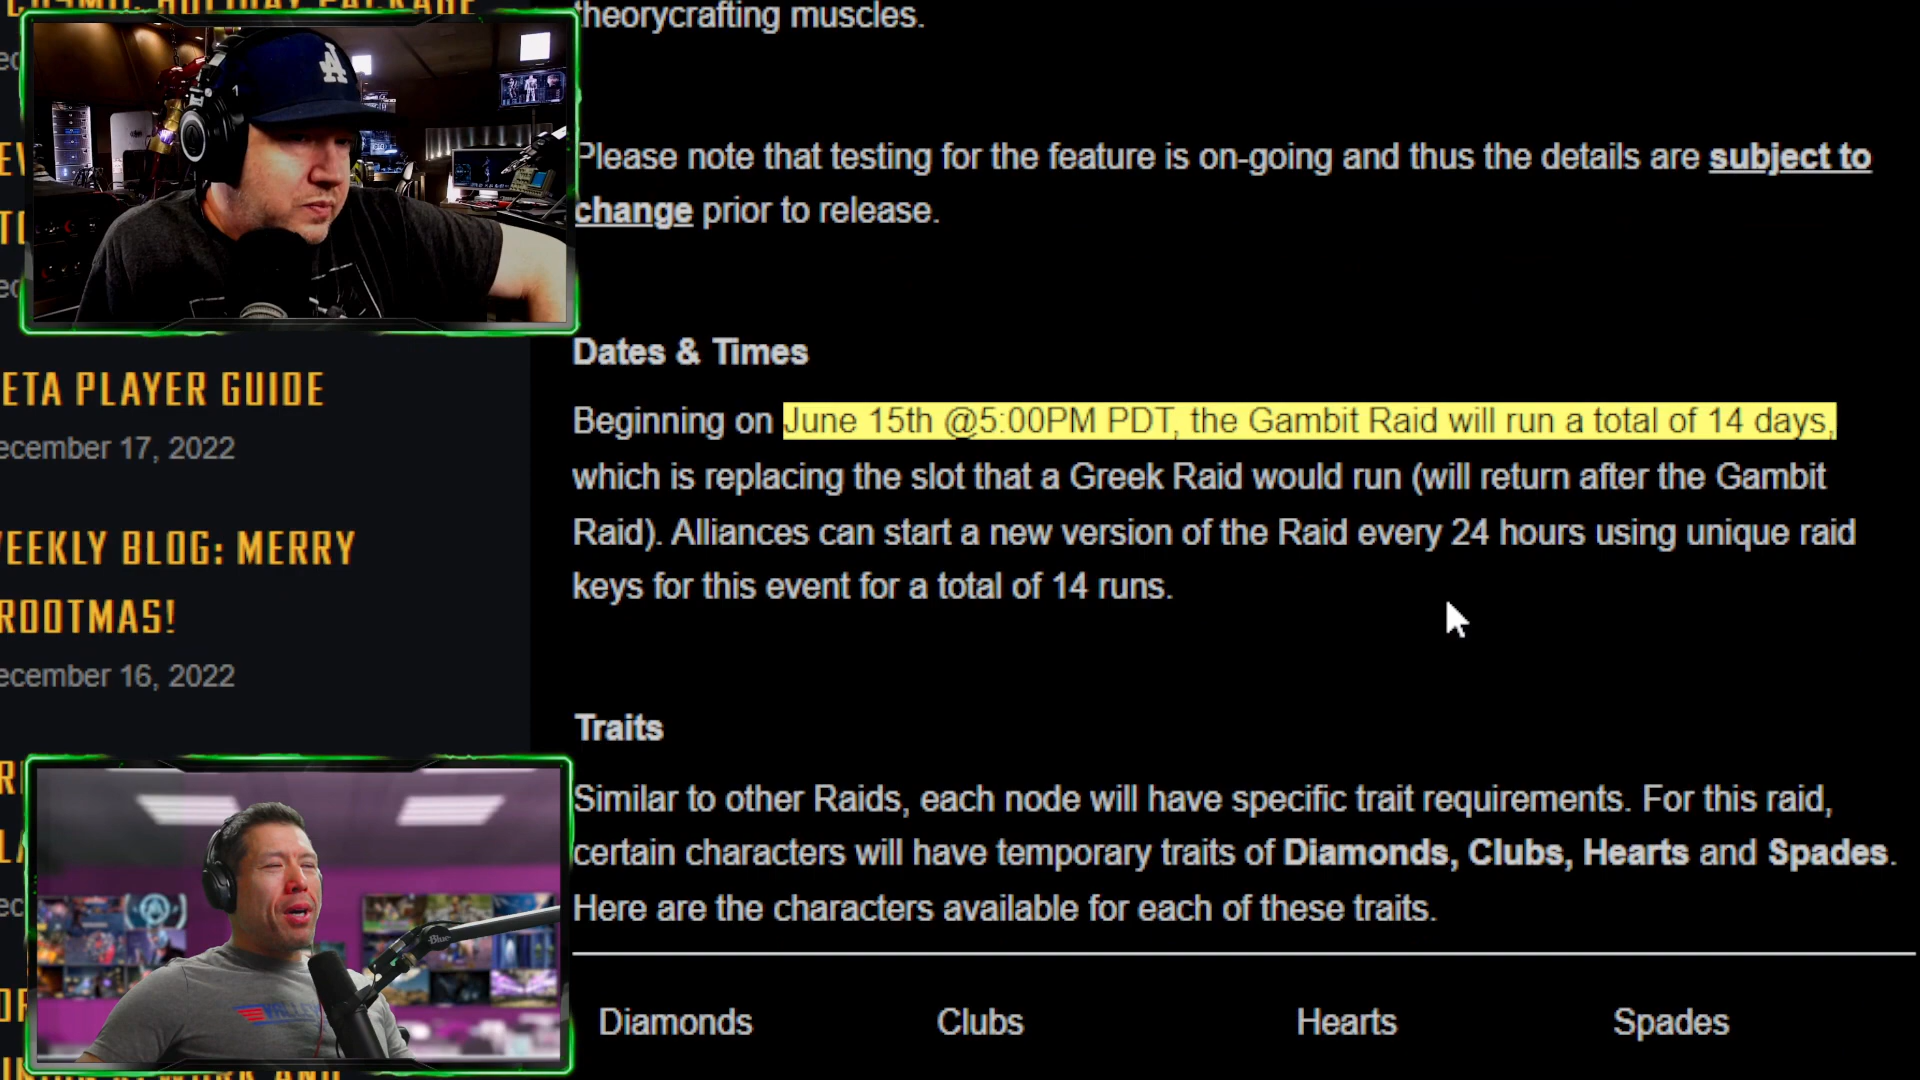 COSMIC HOLIDAY PACKAGE
theorycrafting muscles.
Please note that testing for the feature is on-going and thus the details are subject to
change prior to release.
ETA PLAYER GUIDE
ecember 17, 2022
EEKLY BLOG: MERRY
ROOTMAS!
ecember 16, 2022
Dates & Times
Beginning on June 15th @5:00PM PDT, the Gambit Raid will run a total of 14 days,
which is replacing the slot that a Greek Raid would run (will return after the Gambit
Raid). Alliances can start a new version of the Raid every 24 hours using unique raid
keys for this event for a total of 14 runs.
Traits
Similar to other Raids, each node will have specific trait requirements. For this raid,
certain characters will have temporary traits of Diamonds, Clubs, Hearts and Spades.
Here are the characters available for each of these traits.
Diamonds Clubs Hearts Spades
LA
Blue